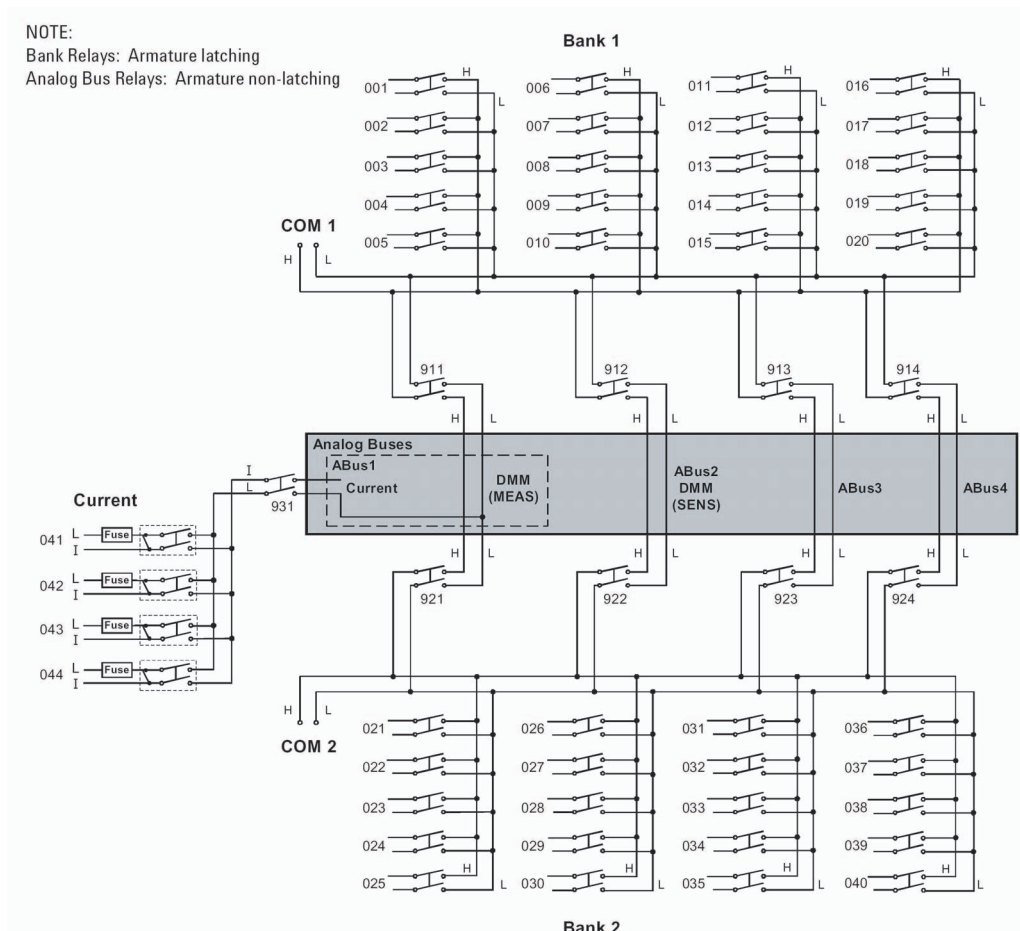 NOTE:
Bank Relays: Armature latching
Analog Bus Relays: Armature non-latching
Bank 1
H H H H
001 006 011 016
L L L L
002 007 012 017
003 008 013 018
004 009 014 019
COM 1
005 010 015 020
H L
911 912 913 914
H L H L H L H L
Analog Buses
ABus1
Current
DMM
(MEAS)
ABus2
DMM
(SENS)
ABus3
ABus4
I
L
931
Current
041 L Fuse
I
042 L Fuse
I
043 L Fuse
I
044 L Fuse
I
H L H L H L H L
921 922 923 924
H L
COM 2
021 026 031 036
022 027 032 037
023 028 033 038
024 029 034 039
H H H H
025 030 035 040
L L L L
Bank 2